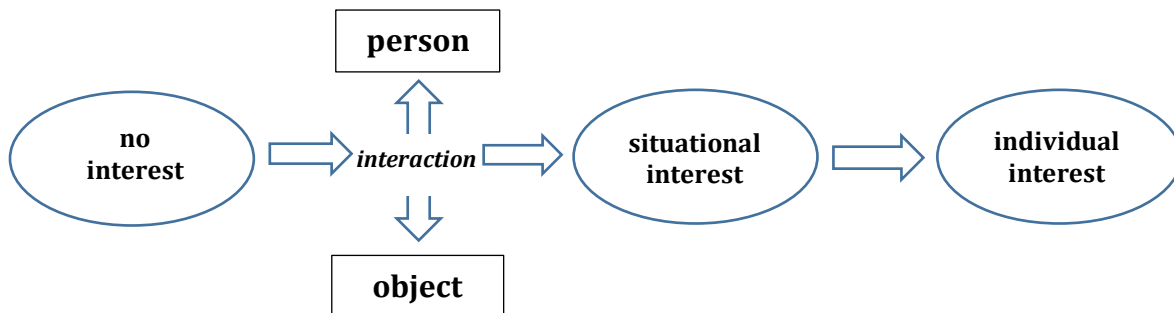 person
no
interest
interaction
situational
interest
individual
interest
object